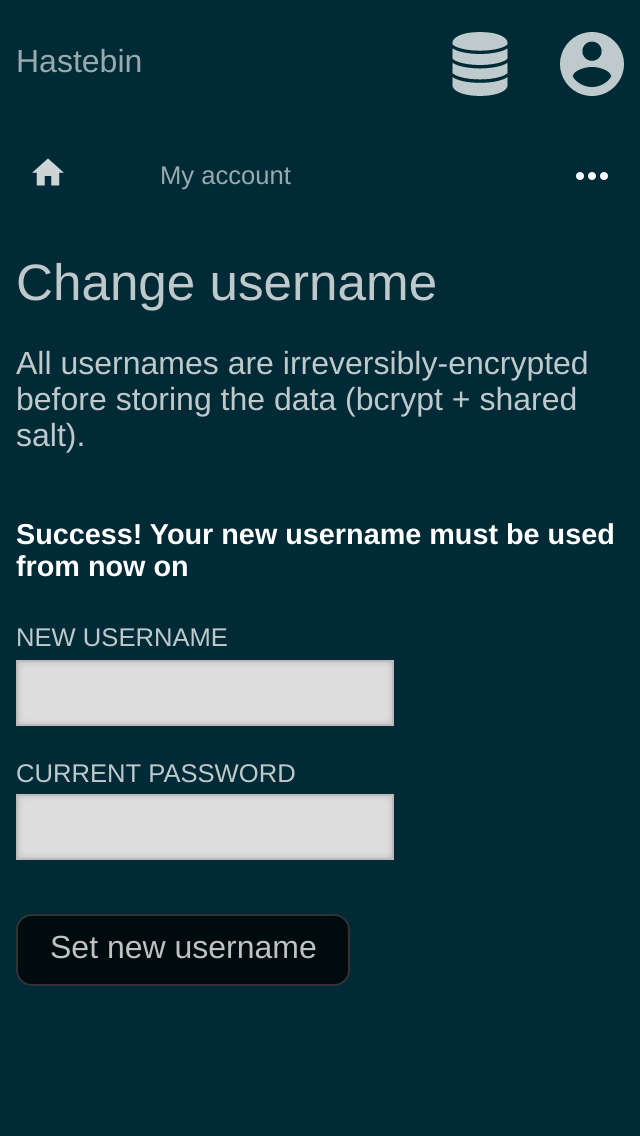 Hastebin
My account
Change username
All usernames are irreversibly-encrypted
before storing the data (bcrypt + shared
salt).
Success! Your new username must be used
from now on
NEW USERNAME
CURRENT PASSWORD
Set new username